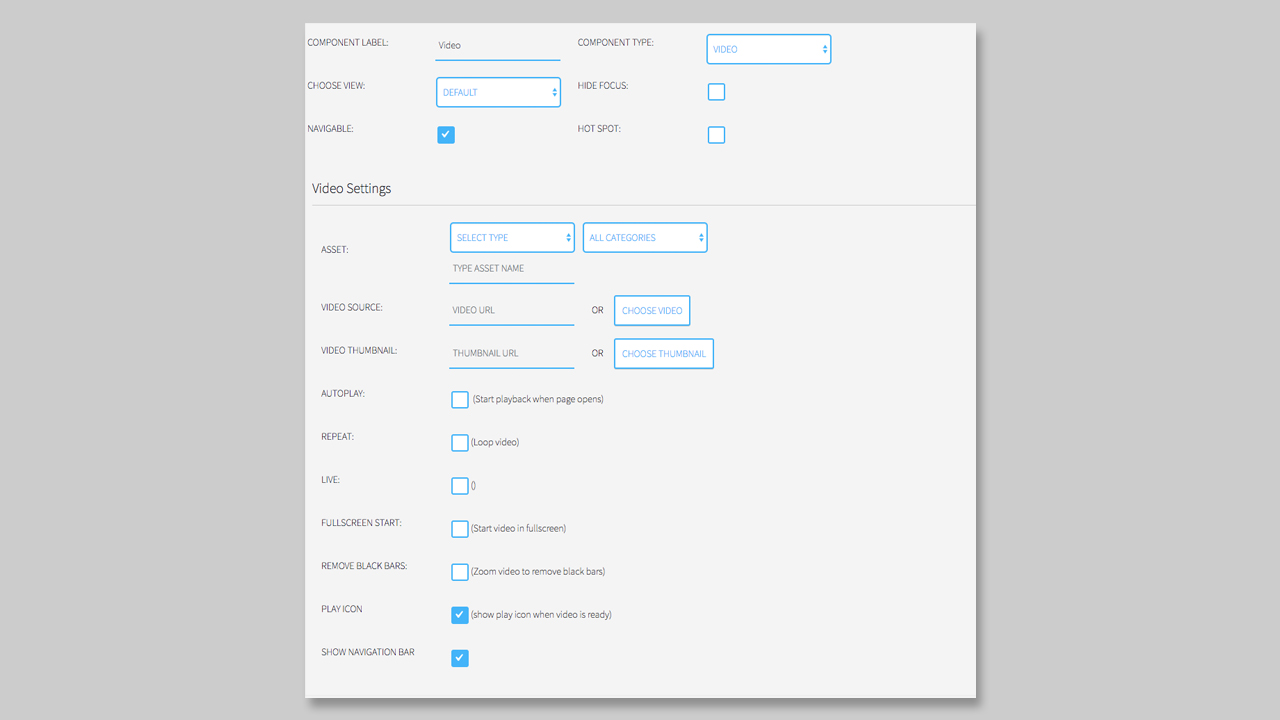 COMPONENT LABEL: Video COMPONENT TYPE: VIDEO
CHOOSE VIEW: DEFAULT HIDE FOCUS:
NAVIGABLE: HOT SPOT:
Video Settings
ASSET: SELECT TYPE ALL CATEGORIES
TYPE ASSET NAME
VIDEO SOURCE: VIDEO URL OR CHOOSE VIDEO
VIDEO THUMBNAIL: THUMBNAIL URL OR CHOOSE THUMBNAIL
AUTOPLAY: (Start playback when page opens)
REPEAT: (Loop video)
LIVE: ()
FULLSCREEN START: (Start video in fullscreen)
REMOVE BLACK BARS: (Zoom video to remove black bars)
PLAY ICON (show play icon when video is ready)
SHOW NAVIGATION BAR